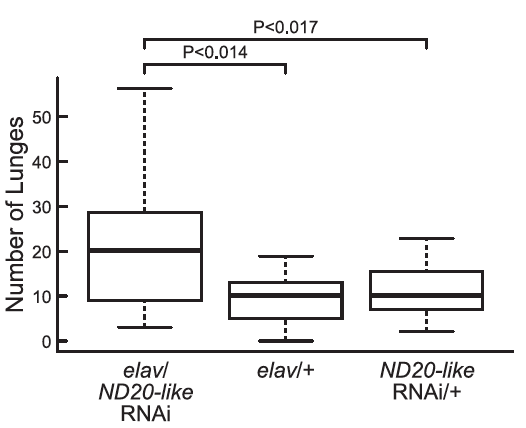 P<0.017
P<0.014
Number of Lunges
50
40
30
20
10
0
elav/
ND20-like
RNAi
elav/+
ND20-like
RNAi/+